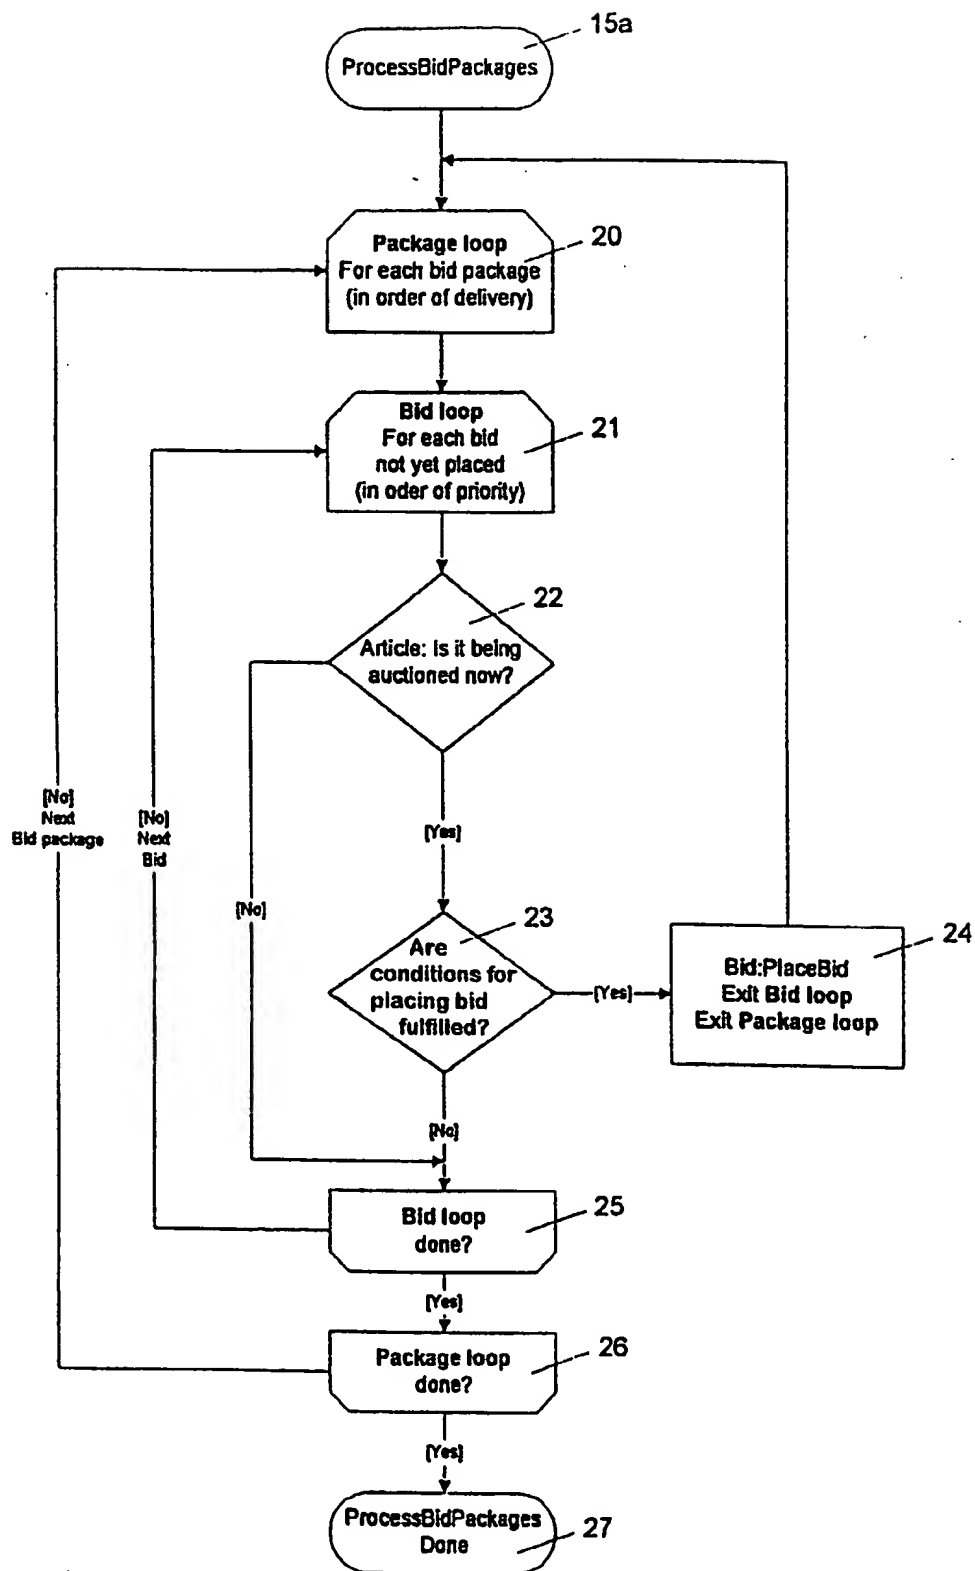 15a
ProcessBidPackages
20
Package loop
For each bid package
(in order of delivery)
21
Bid loop
For each bid
not yet placed
(in oder of priority)
22
Article: Is it being
auctioned now?
[No]
Next
Bid package
[No]
Next
Bid
[Yes]
[No]
23
Are
conditions for
placing bid
fulfilled?
[Yes]
24
Bid:PlaceBid
Exit Bid loop
Exit Package loop
[No]
25
Bid loop
done?
[Yes]
26
Package loop
done?
[Yes]
ProcessBidPackages
Done
27